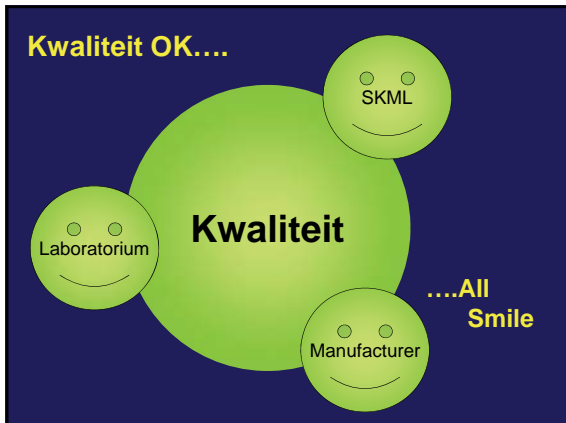 Kwaliteit OK….
SKML
Kwaliteit
Laboratorium
….All
Smile
Manufacturer